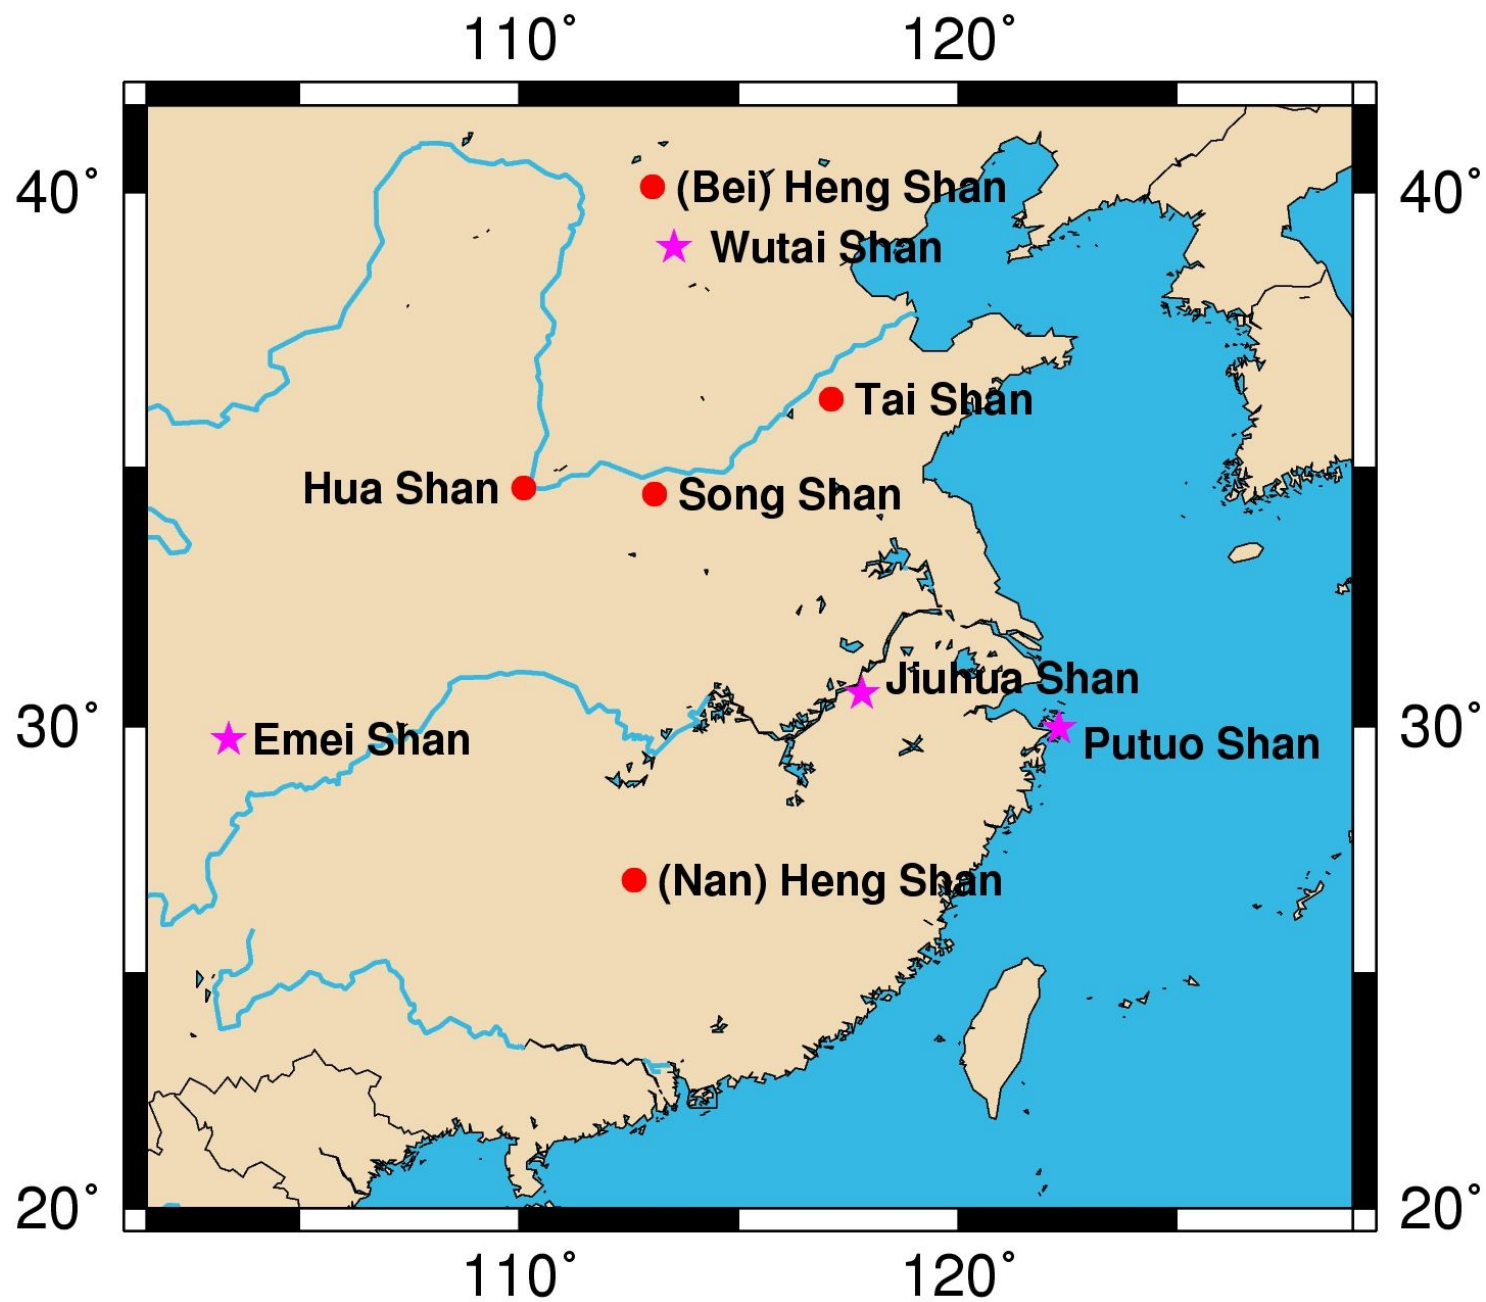 110° 120°
40° (Bei) Heng Shan 40°
Wutai Shan
Tai Shan
Hua Shan Song Shan
Jiuhua Shan
30° Emei Shan Putuo Shan 30°
(Nan) Heng Shan
20° 20°
110° 120°